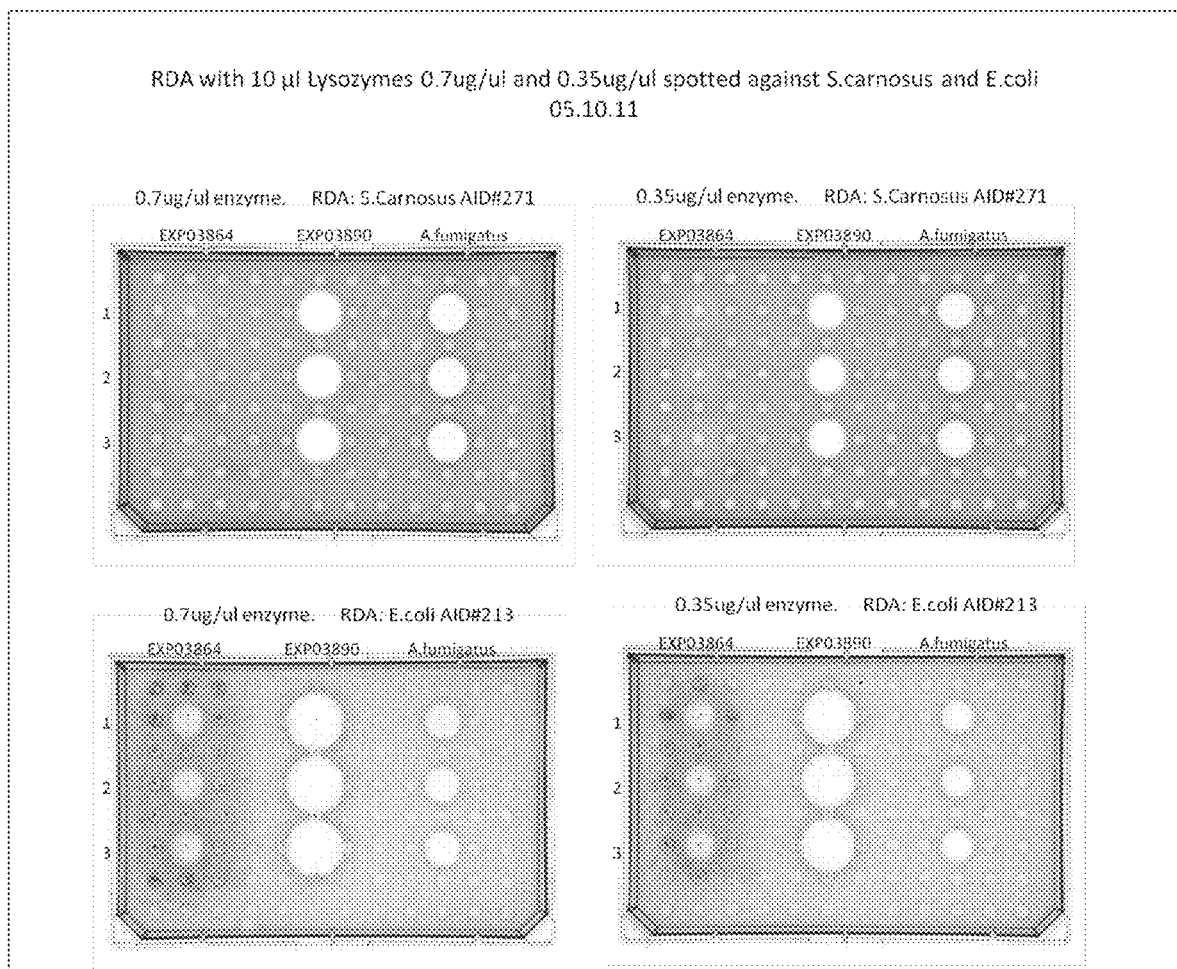 RDA with 10 µl Lysozymes 0.7ug/ul and 0.35ug/ul spotted against S.carnosus and E.coli
05.10.11
0.7ug/ul enzyme. RDA: S.Carnosus AID#271
EXP03864 EXP03890 A.fumigatus
1
2
3
0.35ug/ul enzyme. RDA: S.Carnosus AID#271
EXP03864 EXP03890 A.fumigatus
1
2
3
0.7ug/ul enzyme. RDA: E.coli AID#213
EXP03864 EXP03890 A.fumigatus
1
2
3
0.35ug/ul enzyme. RDA: E.coli AID#213
EXP03864 EXP03890 A.fumigatus
1
2
3